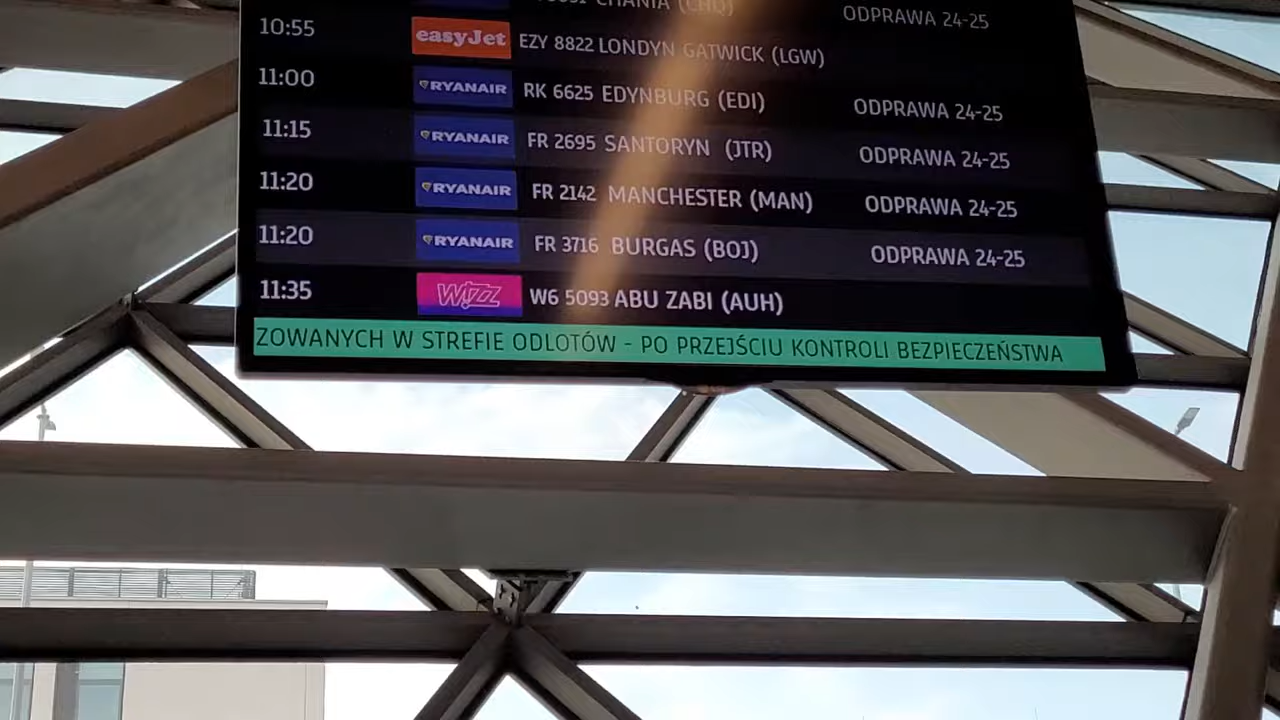 CHANIA (CHQ) ODPRAWA 24-25
10:55 easyJet EZY 8822 LONDYN GATWICK (LGW)
11:00 RYANAIR RK 6625 EDYNBURG (EDI) ODPRAWA 24-25
11:15 RYANAIR FR 2695 SANTORYN (JTR) ODPRAWA 24-25
11:20 RYANAIR FR 2142 MANCHESTER (MAN) ODPRAWA 24-25
11:20 RYANAIR FR 3716 BURGAS (BOJ) ODPRAWA 24-25
11:35 WIZZ W6 5093 ABU ZABI (AUH)
ZOWANYCH W STREFIE ODLOTÓW - PO PRZEJŚCIU KONTROLI BEZPIECZEŃSTWA